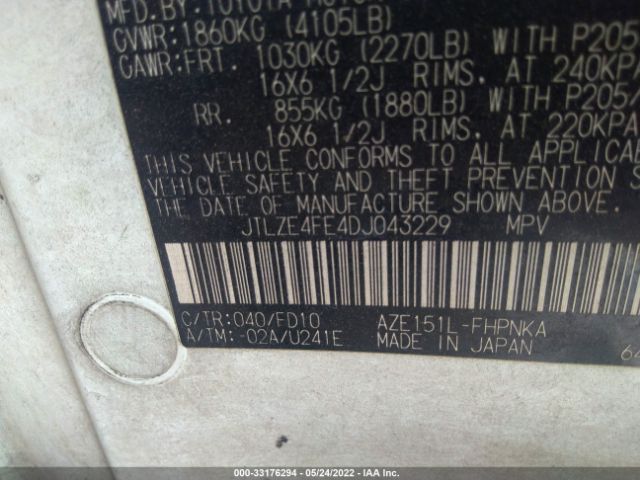 MFD.BY: TOYOTA
GVWR: 1860KG (4105LB)
GAWR: FRT. 1030KG (2270LB) WITH P205
16X6 1/2J RIMS, AT 240KPA
RR. 855KG (1880LB) WITH P205
16X6 1/2J RIMS, AT 220KPA
THIS VEHICLE CONFORMS TO ALL APPLICA
VEHICLE SAFETY AND THEFT PREVENTION S
THE DATE OF MANUFACTURE SHOWN ABOVE.
JTLZE4FE4DJ043229 MPV
C/TR: 040/FD10 AZE151L-FHPNKA
A/TM: -02A/U241E MADE IN JAPAN 64
000-33176294 - 05/24/2022 - IAA Inc.